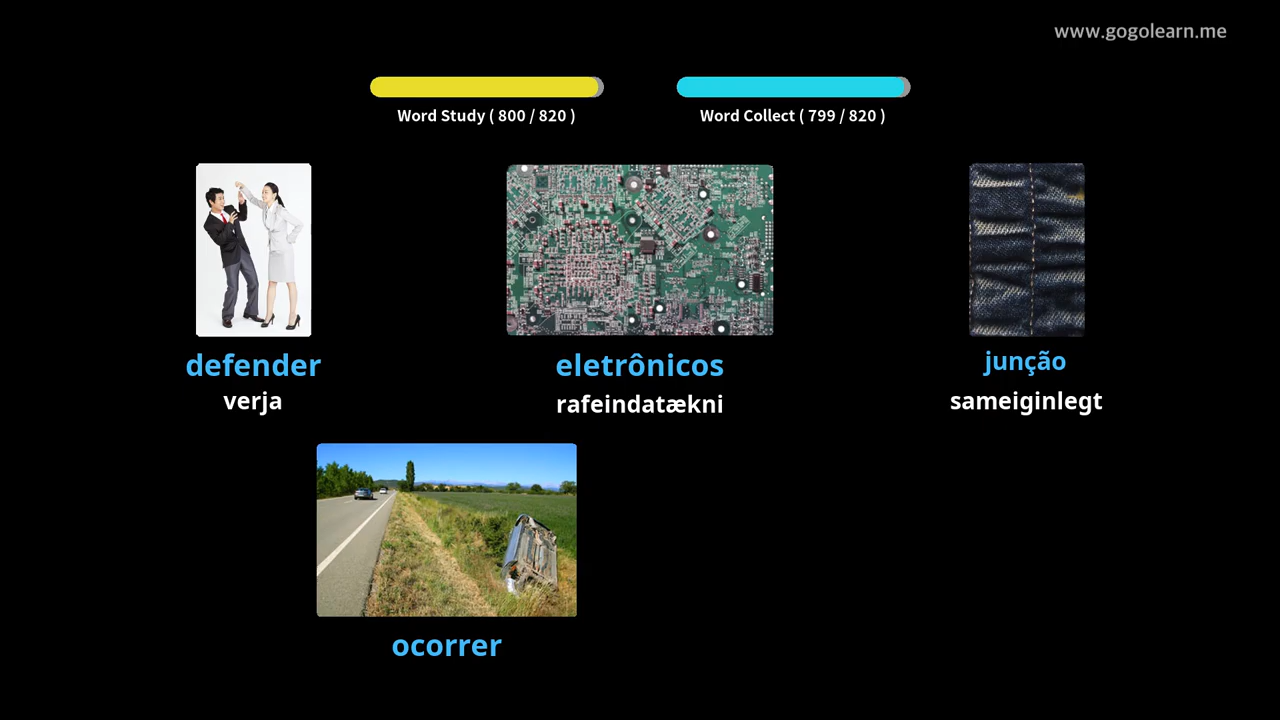 www.gogolearn.me
Word Study ( 800 / 820 )
Word Collect ( 799 / 820 )
defender
verja
eletrônicos
rafeindatækni
junção
sameiginlegt
ocorrer